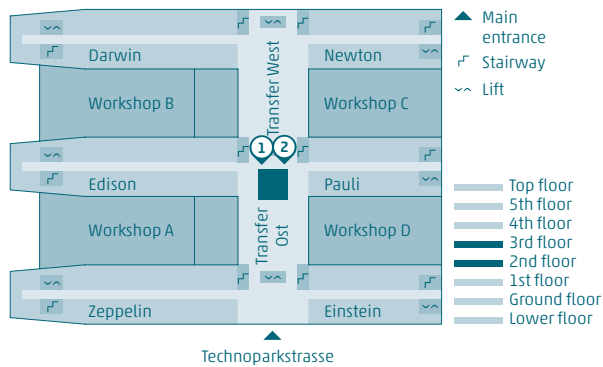 Darwin
Transfer West
Newton
Workshop B
Workshop C
1
2
Edison
Pauli
Workshop A
Transfer
Ost
Workshop D
Zeppelin
Einstein
Technoparkstrasse
Main
entrance
Stairway
Lift
Top floor
5th floor
4th floor
3rd floor
2nd floor
1st floor
Ground floor
Lower floor